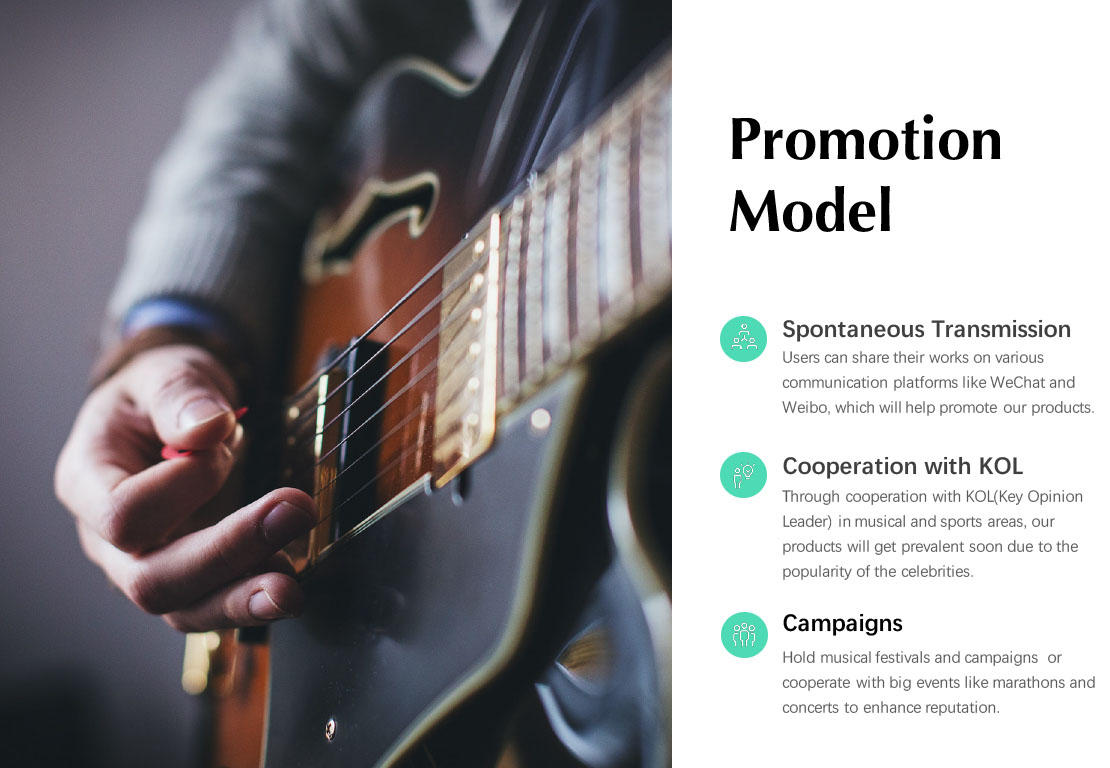 Promotion
Model
Spontaneous Transmission
Users can share their works on various
communication platforms like WeChat and
Weibo, which will help promote our products.
Cooperation with KOL
Through cooperation with KOL(Key Opinion
Leader) in musical and sports areas, our
products will get prevalent soon due to the
popularity of the celebrities.
Campaigns
Hold musical festivals and campaigns or
cooperate with big events like marathons and
concerts to enhance reputation.